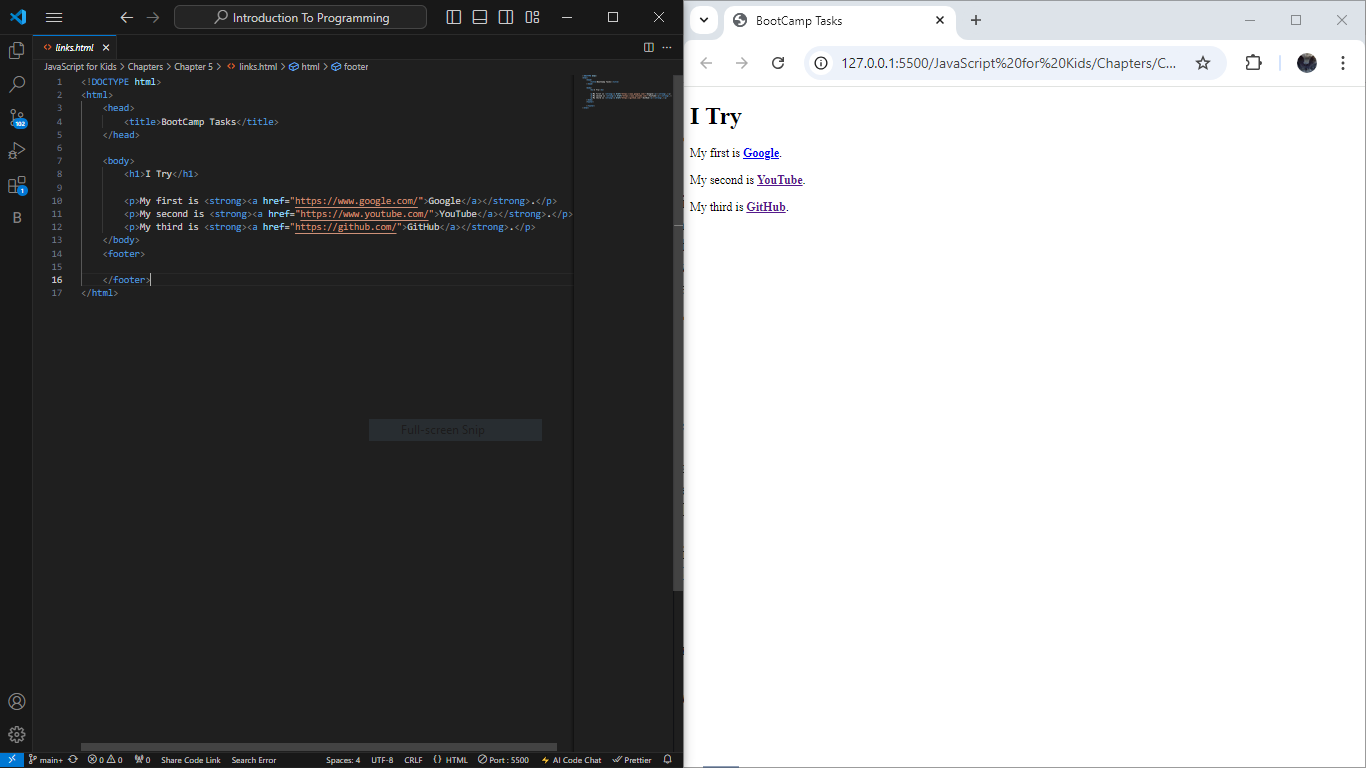 Introduction To Programming
links.html
JavaScript for Kids > Chapters > Chapter 5 > links.html > html > footer
1 <!DOCTYPE html>
2 <html>
3 <head>
4 <title>BootCamp Tasks</title>
5 </head>
6
7 <body>
8 <h1>I Try</h1>
9
10 <p>My first is <strong><a href="https://www.google.com/">Google</a></strong>.</p>
11 <p>My second is <strong><a href="https://www.youtube.com/">YouTube</a></strong>.</p>
12 <p>My third is <strong><a href="https://github.com/">GitHub</a></strong>.</p>
13 </body>
14 <footer>
15
16 </footer>
17 </html>
102
1
B
Full-screen Snip
main+ 0 0 0 Share Code Link Search Error Spaces: 4 UTF-8 CRLF {} HTML Port : 5500 AI Code Chat Prettier
BootCamp Tasks
127.0.0.1:5500/JavaScript%20for%20Kids/Chapters/C...
I Try
My first is Google.
My second is YouTube.
My third is GitHub.